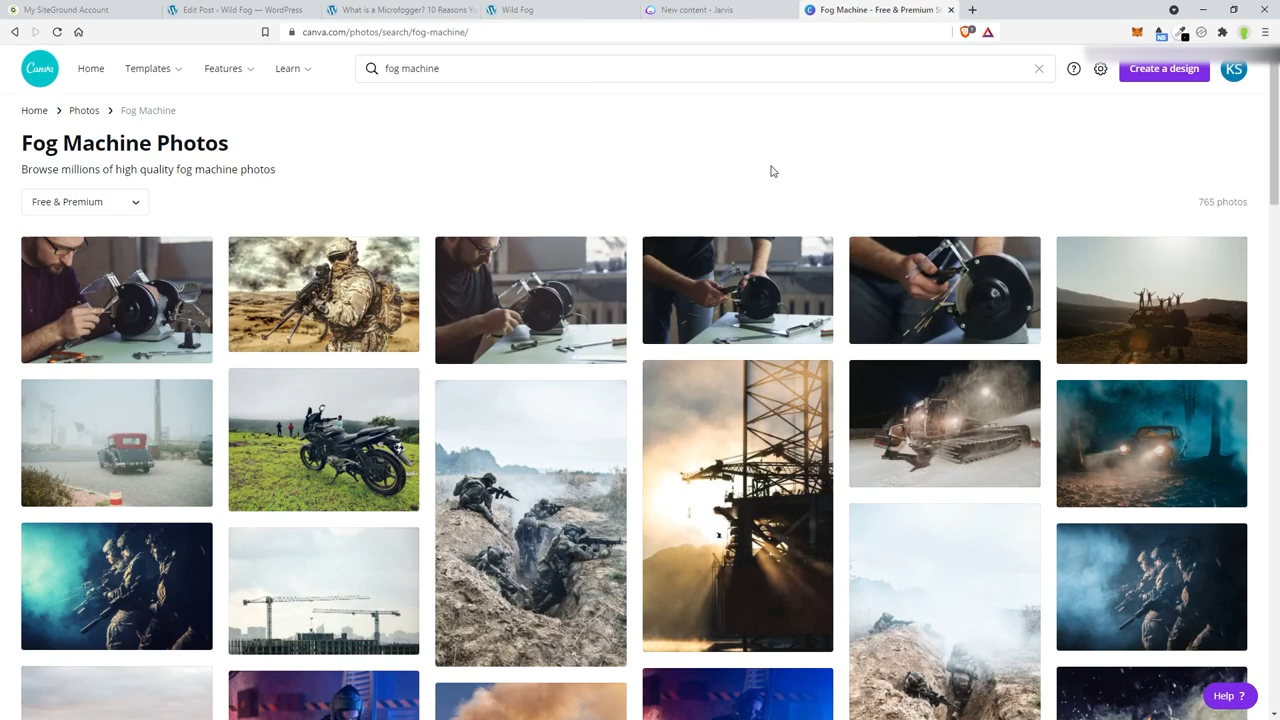 My SiteGround Account
Edit Post ‹ Wild Fog — WordPress
What is a Microfogger? 10 Reasons Y
Wild Fog
New content - Jarvis
Fog Machine - Free & Premium S
canva.com/photos/search/fog-machine/
Canva
Home
Templates
Features
Learn
fog machine
Create a design
KS
Home
Photos
Fog Machine
Fog Machine Photos
Browse millions of high quality fog machine photos
Free & Premium
765 photos
Help ?